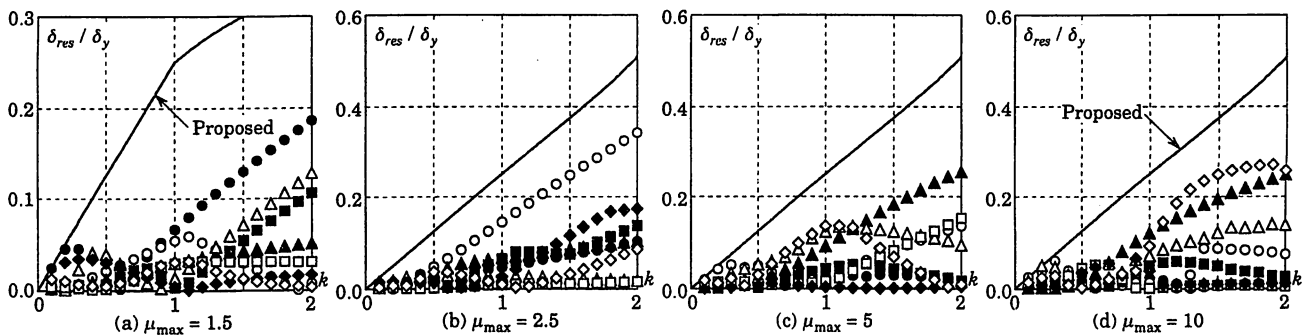 0.3
δres / δy
0.2
Proposed
0.1
0.0
0
1
k
2
(a) μmax = 1.5
0.6
δres / δy
0.4
0.2
0.0
0
1
k
2
(b) μmax = 2.5
0.6
δres / δy
0.4
0.2
0.0
0
1
k
2
(c) μmax = 5
0.6
δres / δy
0.4
Proposed
0.2
0.0
0
1
k
2
(d) μmax = 10